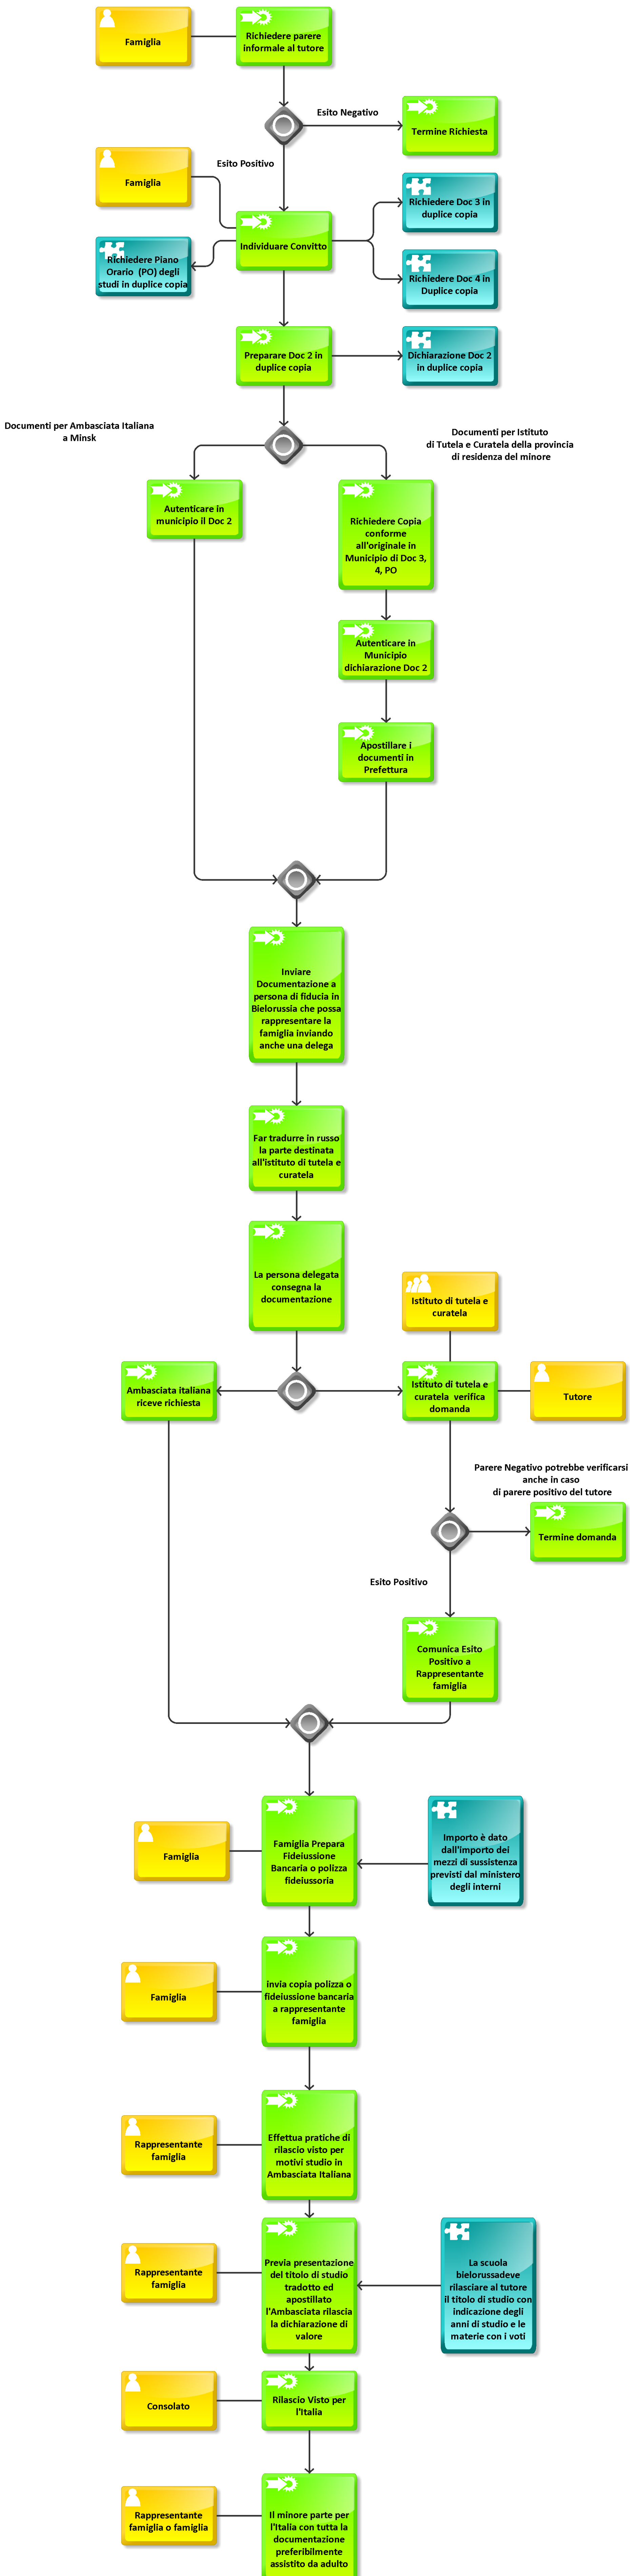 Famiglia
Richiedere parere
informale al tutore
Esito Negativo
Termine Richiesta
Esito Positivo
Famiglia
Richiedere Doc 3 in
duplice copia
Individuare Convitto
Richiedere Piano
Orario (PO) degli
studi in duplice copia
Richiedere Doc 4 in
Duplice copia
Preparare Doc 2 in
duplice copia
Dichiarazione Doc 2
in duplice copia
Documenti per Ambasciata Italiana
a Minsk
Documenti per Istituto
di Tutela e Curatela della provincia
di residenza del minore
Autenticare in
municipio il Doc 2
Richiedere Copia
conforme
all'originale in
Municipio di Doc 3,
4, PO
Autenticare in
Municipio
dichiarazione Doc 2
Apostillare i
documenti in
Prefettura
Inviare
Documentazione a
persona di fiducia in
Bielorussia che possa
rappresentare la
famiglia inviando
anche una delega
Far tradurre in russo
la parte destinata
all'istituto di tutela e
curatela
La persona delegata
consegna la
documentazione
Istituto di tutela e
curatela
Ambasciata italiana
riceve richiesta
Istituto di tutela e
curatela verifica
domanda
Tutore
Parere Negativo potrebbe verificarsi
anche in caso
di parere positivo del tutore
Termine domanda
Esito Positivo
Comunica Esito
Positivo a
Rappresentante
famiglia
Famiglia
Famiglia Prepara
Fideiussione
Bancaria o polizza
fideiussoria
Importo è dato
dall'importo dei
mezzi di sussistenza
previsti dal ministero
degli interni
Famiglia
invia copia polizza o
fideiussione bancaria
a rappresentante
famiglia
Rappresentante
famiglia
Effettua pratiche di
rilascio visto per
motivi studio in
Ambasciata Italiana
Rappresentante
famiglia
Previa presentazione
del titolo di studio
tradotto ed
apostillato
l'Ambasciata rilascia
la dichiarazione di
valore
La scuola
bielorussadeve
rilasciare al tutore
il titolo di studio con
indicazione degli
anni di studio e le
materie con i voti
Consolato
Rilascio Visto per
l'Italia
Rappresentante
famiglia o famiglia
Il minore parte per
l'Italia con tutta la
documentazione
preferibilmente
assistito da adulto